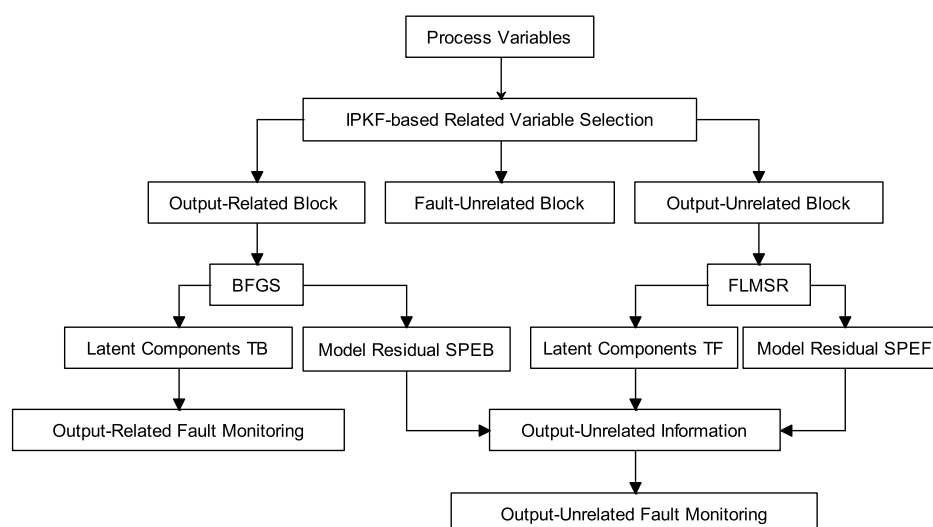 Process Variables
IPKF-based Related Variable Selection
Output-Related Block
Fault-Unrelated Block
Output-Unrelated Block
BFGS
FLMSR
Latent Components TB
Model Residual SPEB
Latent Components TF
Model Residual SPEF
Output-Related Fault Monitoring
Output-Unrelated Information
Output-Unrelated Fault Monitoring